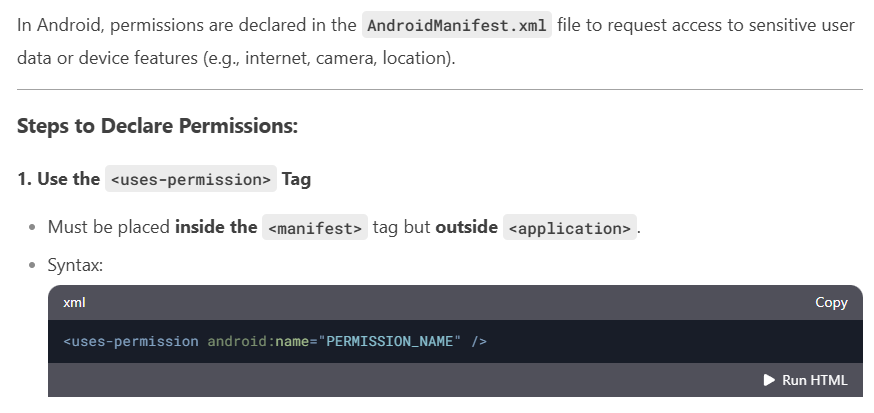 In Android, permissions are declared in the AndroidManifest.xml file to request access to sensitive user
data or device features (e.g., internet, camera, location).
Steps to Declare Permissions:
1. Use the <uses-permission> Tag
• Must be placed inside the <manifest> tag but outside <application>.
• Syntax:
xml Copy
<uses-permission android:name="PERMISSION_NAME" />
▶ Run HTML